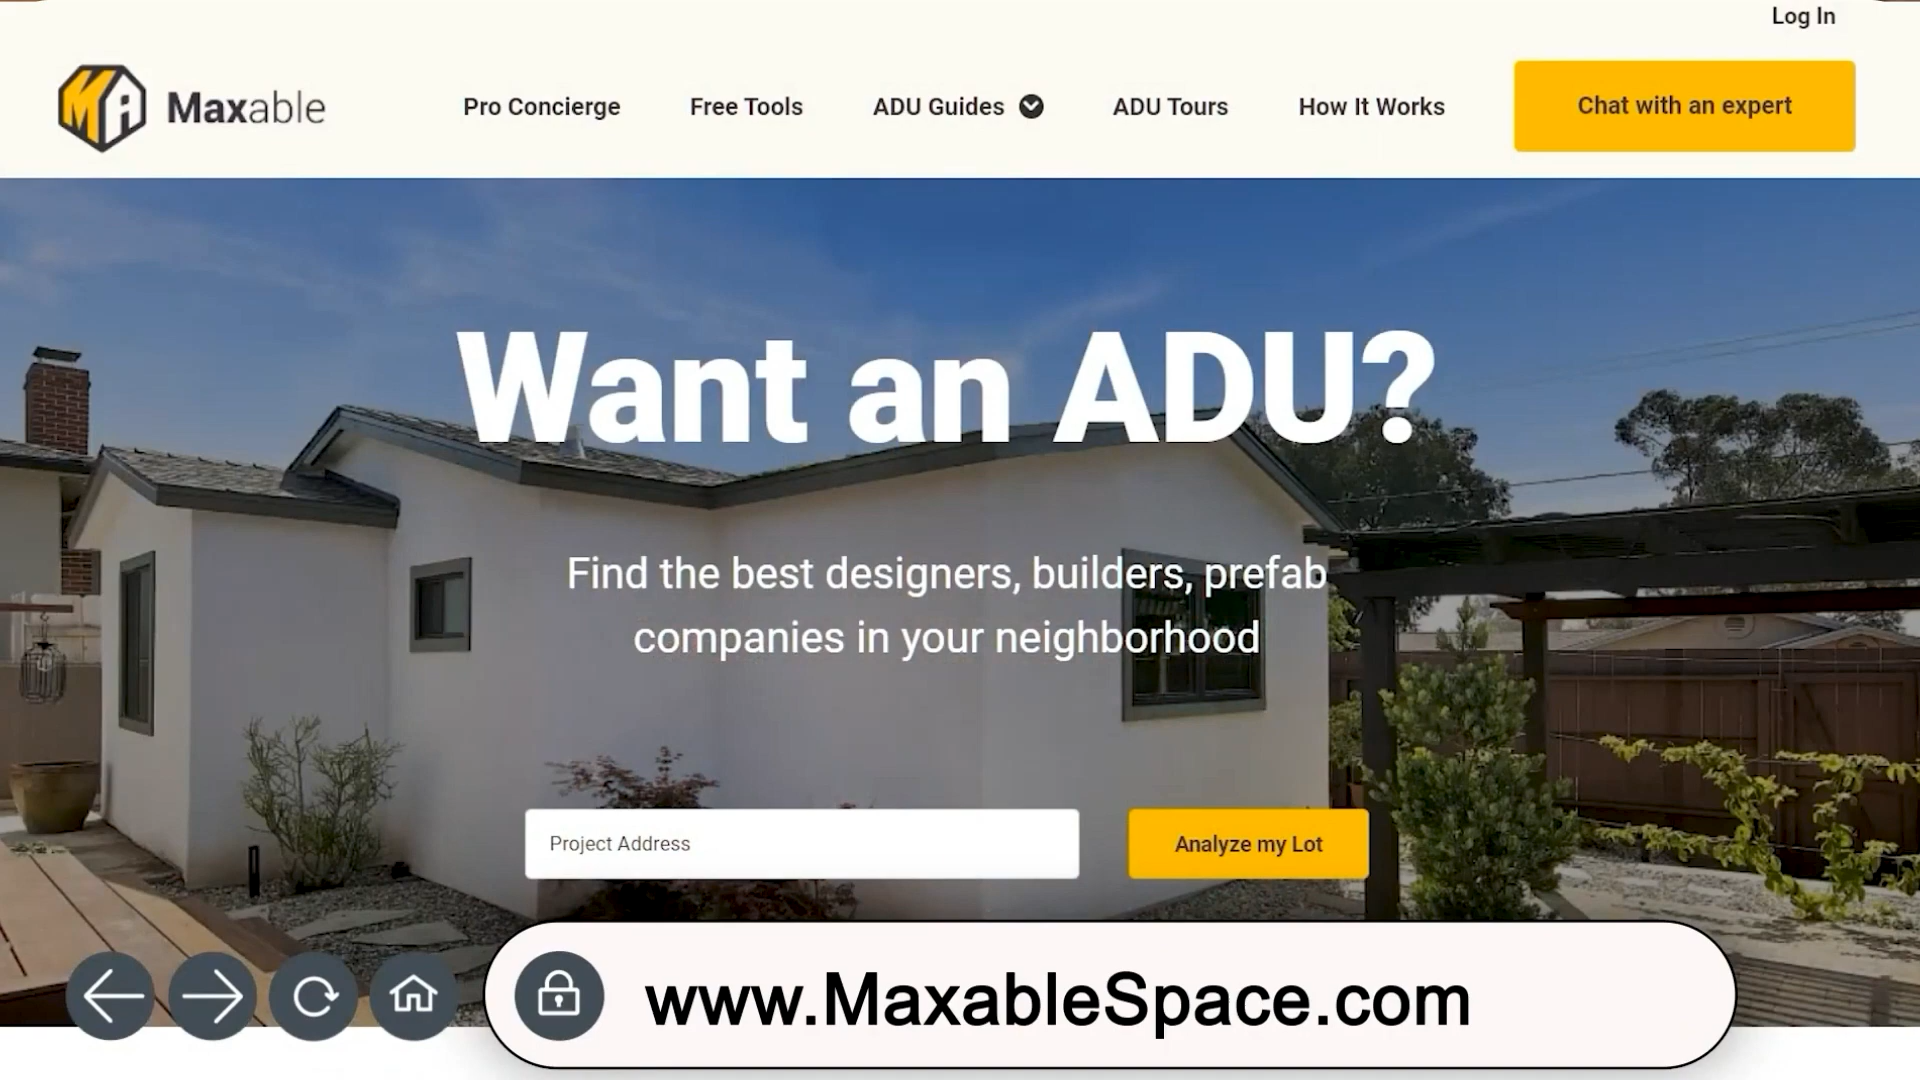 Log In
Maxable
Pro Concierge
Free Tools
ADU Guides
ADU Tours
How It Works
Chat with an expert
Want an ADU?
Find the best designers, builders, prefab
companies in your neighborhood
Project Address
Analyze my Lot
www.MaxableSpace.com